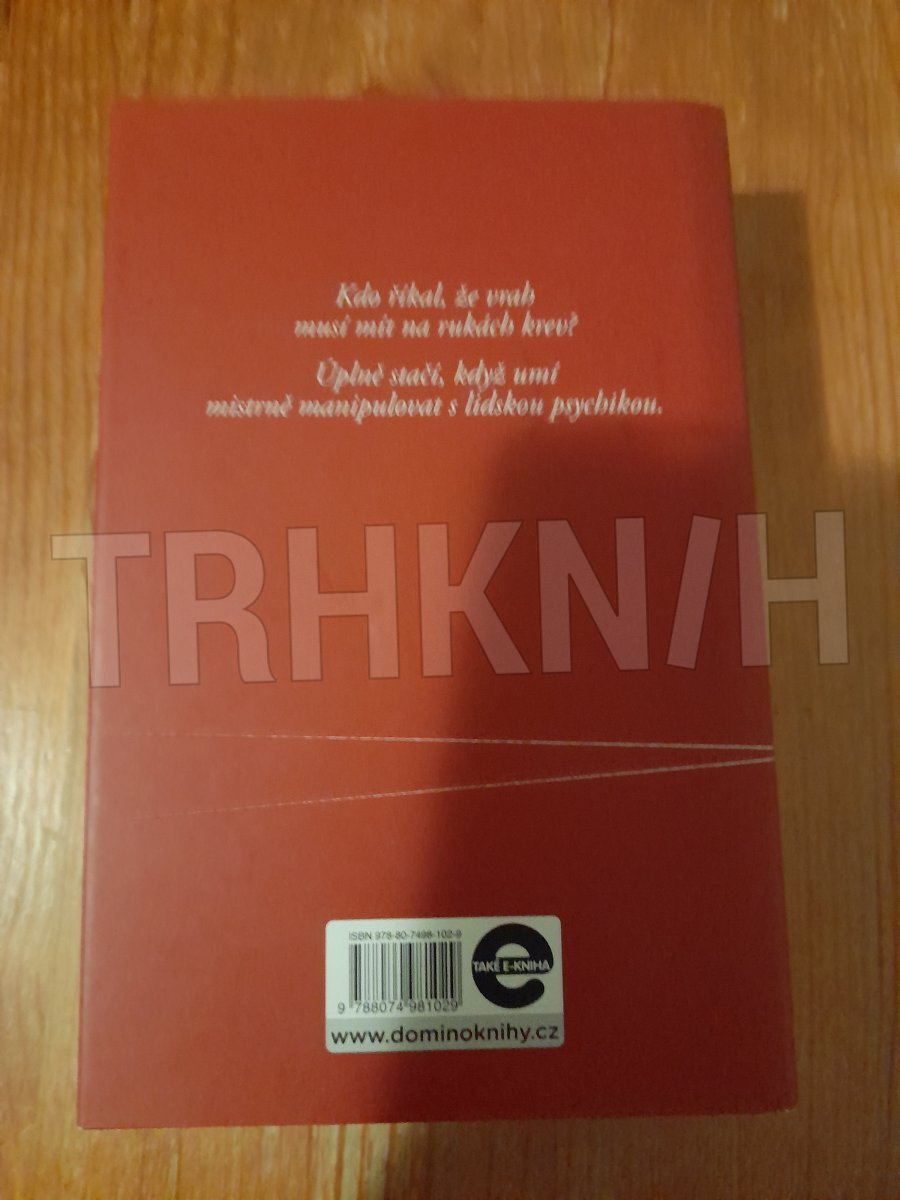 Kdo říkal, že vrah
musí mít na rukách krev?
Úplně stačí, když umí
mistrně manipulovat s lidskou psychikou.
TRHKN/H
ISBN 978-80-7498-102-9
TAKÉ E-KNIHA
9 788074 981029
www.dominoknihy.cz